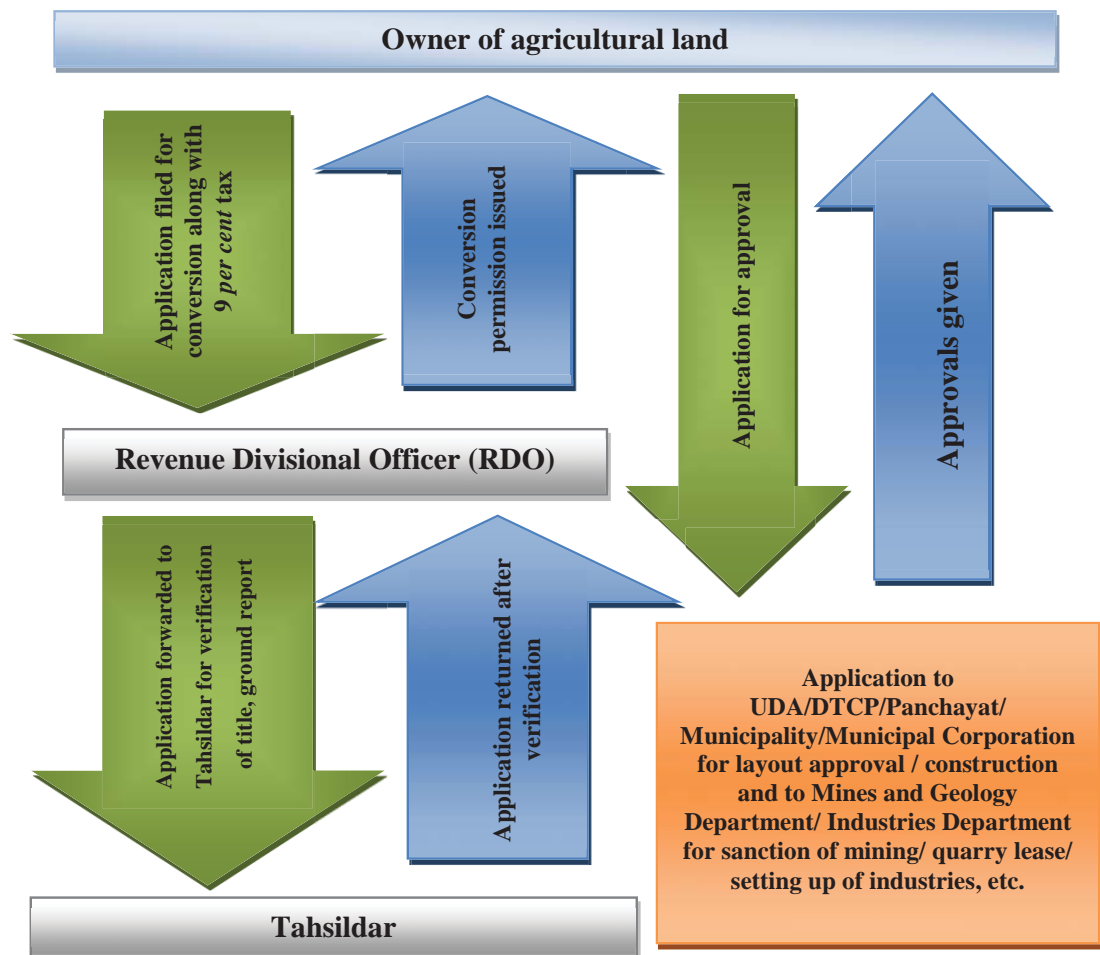 Owner of agricultural land
Application filed for
conversion along with
9 per cent tax
Conversion
permission issued
Application for approval
Approvals given
Revenue Divisional Officer (RDO)
Application forwarded to
Tahsildar for verification
of title, ground report
Application returned after
verification
Application to
UDA/DTCP/Panchayat/
Municipality/Municipal Corporation
for layout approval / construction
and to Mines and Geology
Department/ Industries Department
for sanction of mining/ quarry lease/
setting up of industries, etc.
Tahsildar